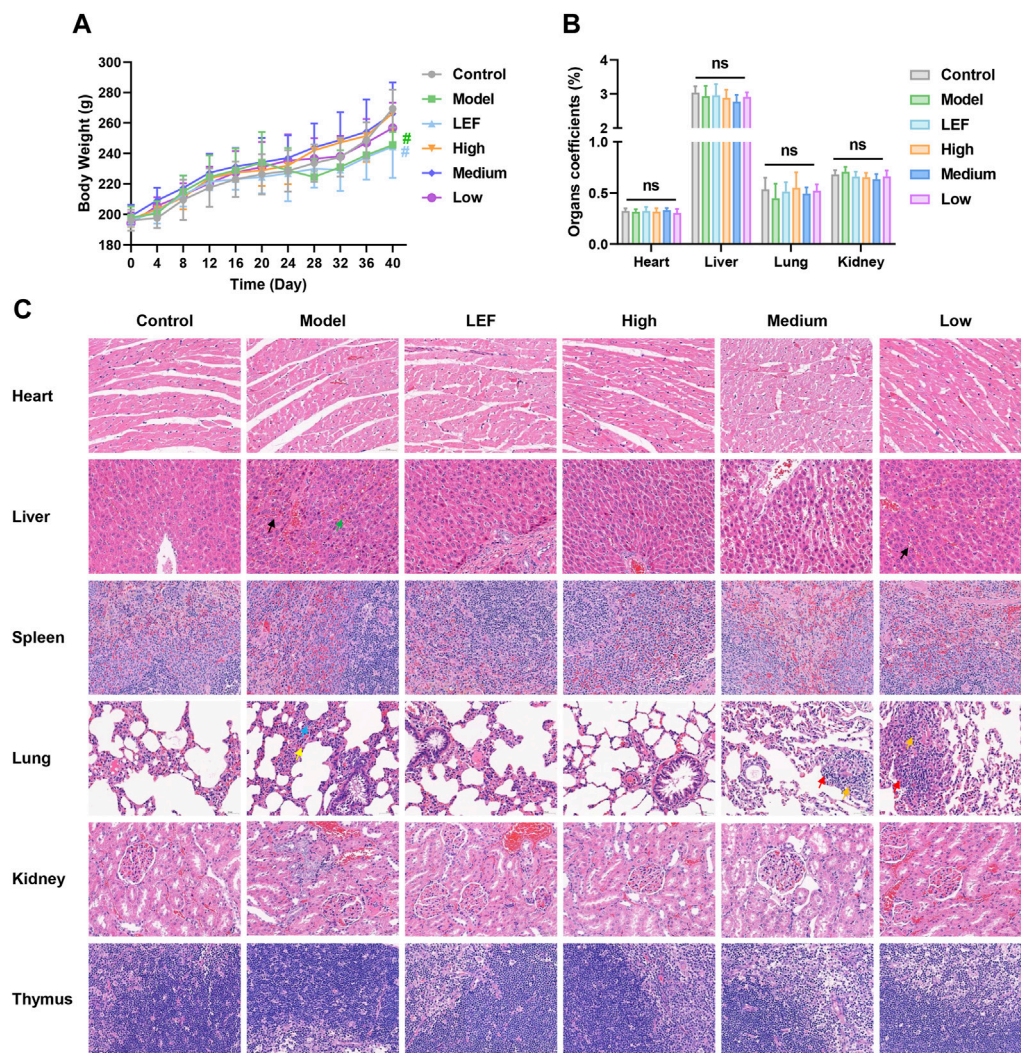 A
Body Weight (g)
300
280
260
240
220
200
180
0 4 8 12 16 20 24 28 32 36 40
Time (Day)
#
#
Control
Model
LEF
High
Medium
Low
B
Organs coefficients (%)
4
3
2
1.0
0.5
0.0
ns
ns
ns
ns
Heart Liver Lung Kidney
Control
Model
LEF
High
Medium
Low
C
Control Model LEF High Medium Low
Heart
Liver
Spleen
Lung
Kidney
Thymus